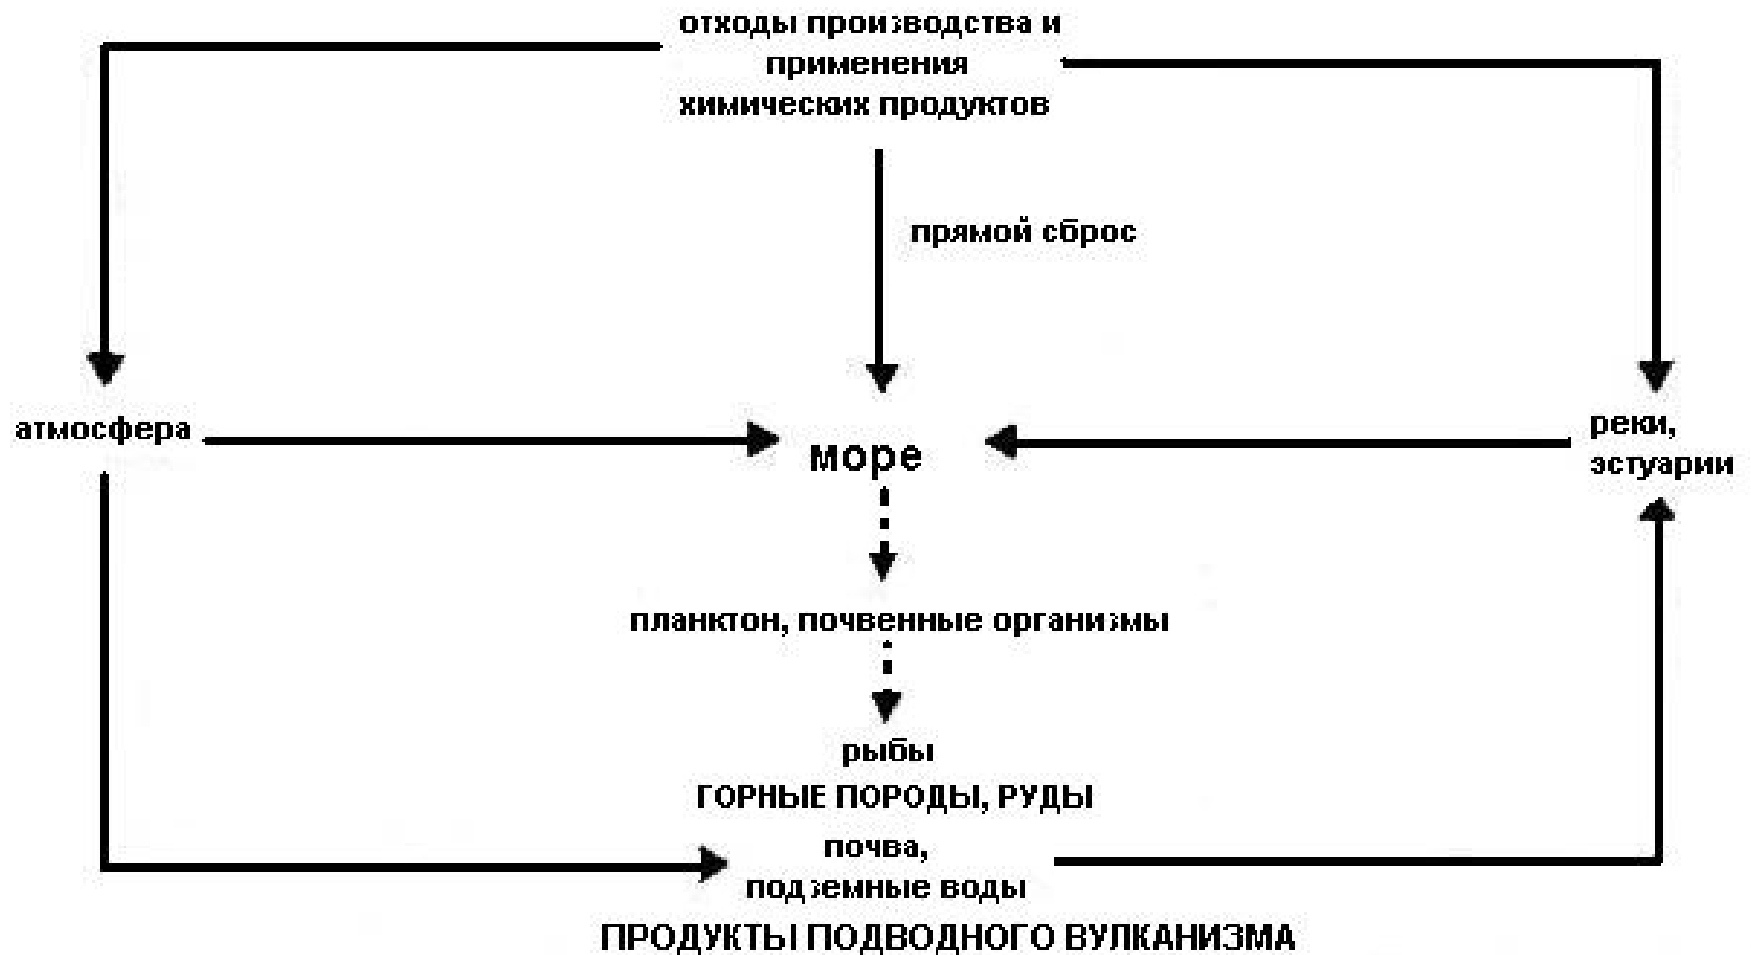 отходы производства и
применения
химических продуктов
прямой сброс
атмосфера
море
реки,
эстуарии
планктон, почвенные организмы
рыбы
ГОРНЫЕ ПОРОДЫ, РУДЫ
почва,
подземные воды
ПРОДУКТЫ ПОДВОДНОГО ВУЛКАНИЗМА